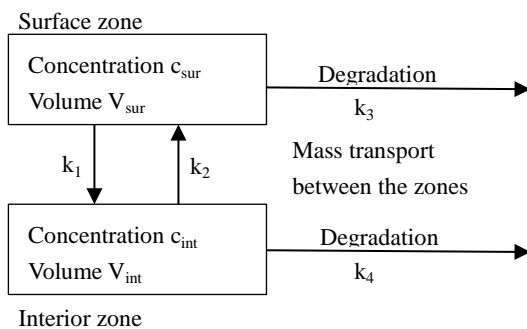 Surface zone
Concentration c_sur
Volume V_sur
Degradation
k_3
k_1
k_2
Mass transport
between the zones
Concentration c_int
Volume V_int
Degradation
k_4
Interior zone